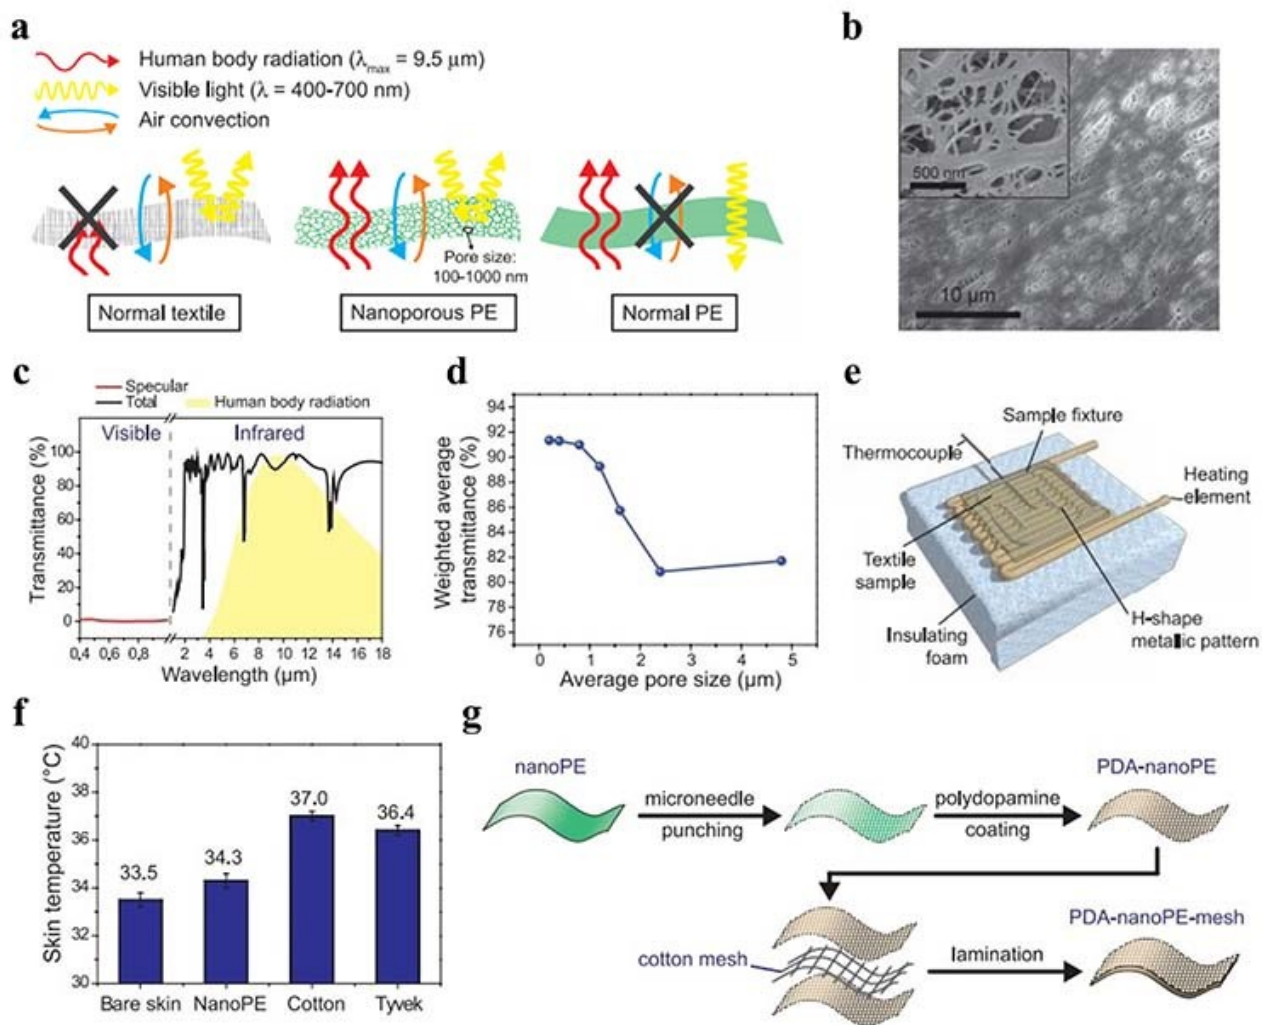 a
Human body radiation (λmax = 9.5 µm)
Visible light (λ = 400-700 nm)
Air convection
Pore size:
100-1000 nm
Normal textile
Nanoporous PE
Normal PE
b
500 nm
10 µm
c
Specular
Total
Human body radiation
Visible
Infrared
Transmittance (%)
100
80
60
40
20
0
0,4 0,6 0,8 2 4 6 8 10 12 14 16 18
Wavelength (µm)
d
Weighted average
transmittance (%)
94
92
90
88
86
84
82
80
78
76
0 1 2 3 4 5
Average pore size (µm)
e
Sample fixture
Thermocouple
Heating
element
Textile
sample
Insulating
foam
H-shape
metallic pattern
f
Skin temperature (°C)
40
38
36
34
32
30
33.5
34.3
37.0
36.4
Bare skin NanoPE Cotton Tyvek
g
nanoPE
microneedle
punching
polydopamine
coating
PDA-nanoPE
cotton mesh
lamination
PDA-nanoPE-mesh